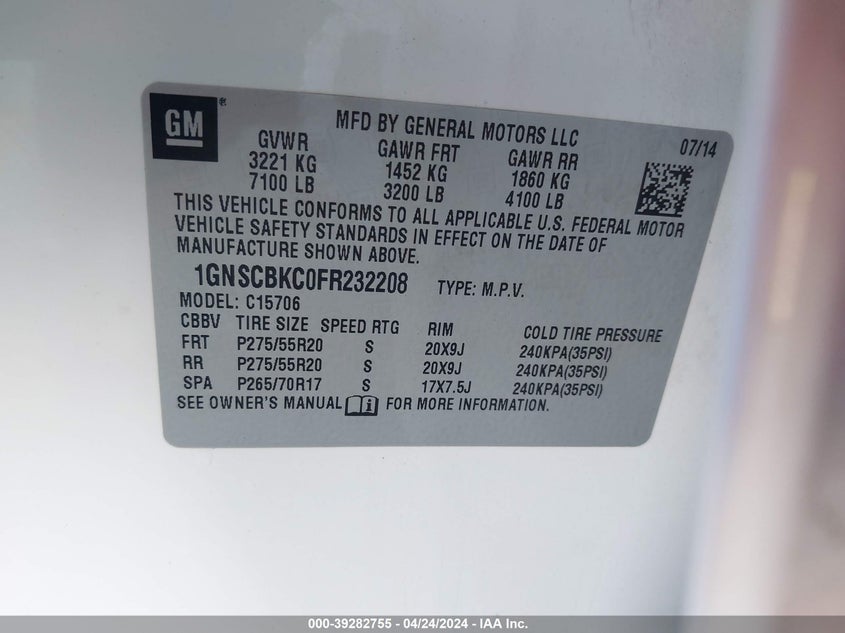 GM
MFD BY GENERAL MOTORS LLC
07/14
GVWR GAWR FRT GAWR RR
3221 KG 1452 KG 1860 KG
7100 LB 3200 LB 4100 LB
THIS VEHICLE CONFORMS TO ALL APPLICABLE U.S. FEDERAL MOTOR
VEHICLE SAFETY STANDARDS IN EFFECT ON THE DATE OF
MANUFACTURE SHOWN ABOVE.
1GNSCBKC0FR232208 TYPE: M.P.V.
MODEL: C15706
CBBV TIRE SIZE SPEED RTG RIM COLD TIRE PRESSURE
FRT P275/55R20 S 20X9J 240KPA(35PSI)
RR P275/55R20 S 20X9J 240KPA(35PSI)
SPA P265/70R17 S 17X7.5J 240KPA(35PSI)
SEE OWNER'S MANUAL FOR MORE INFORMATION.
000-39282755 - 04/24/2024 - IAA Inc.